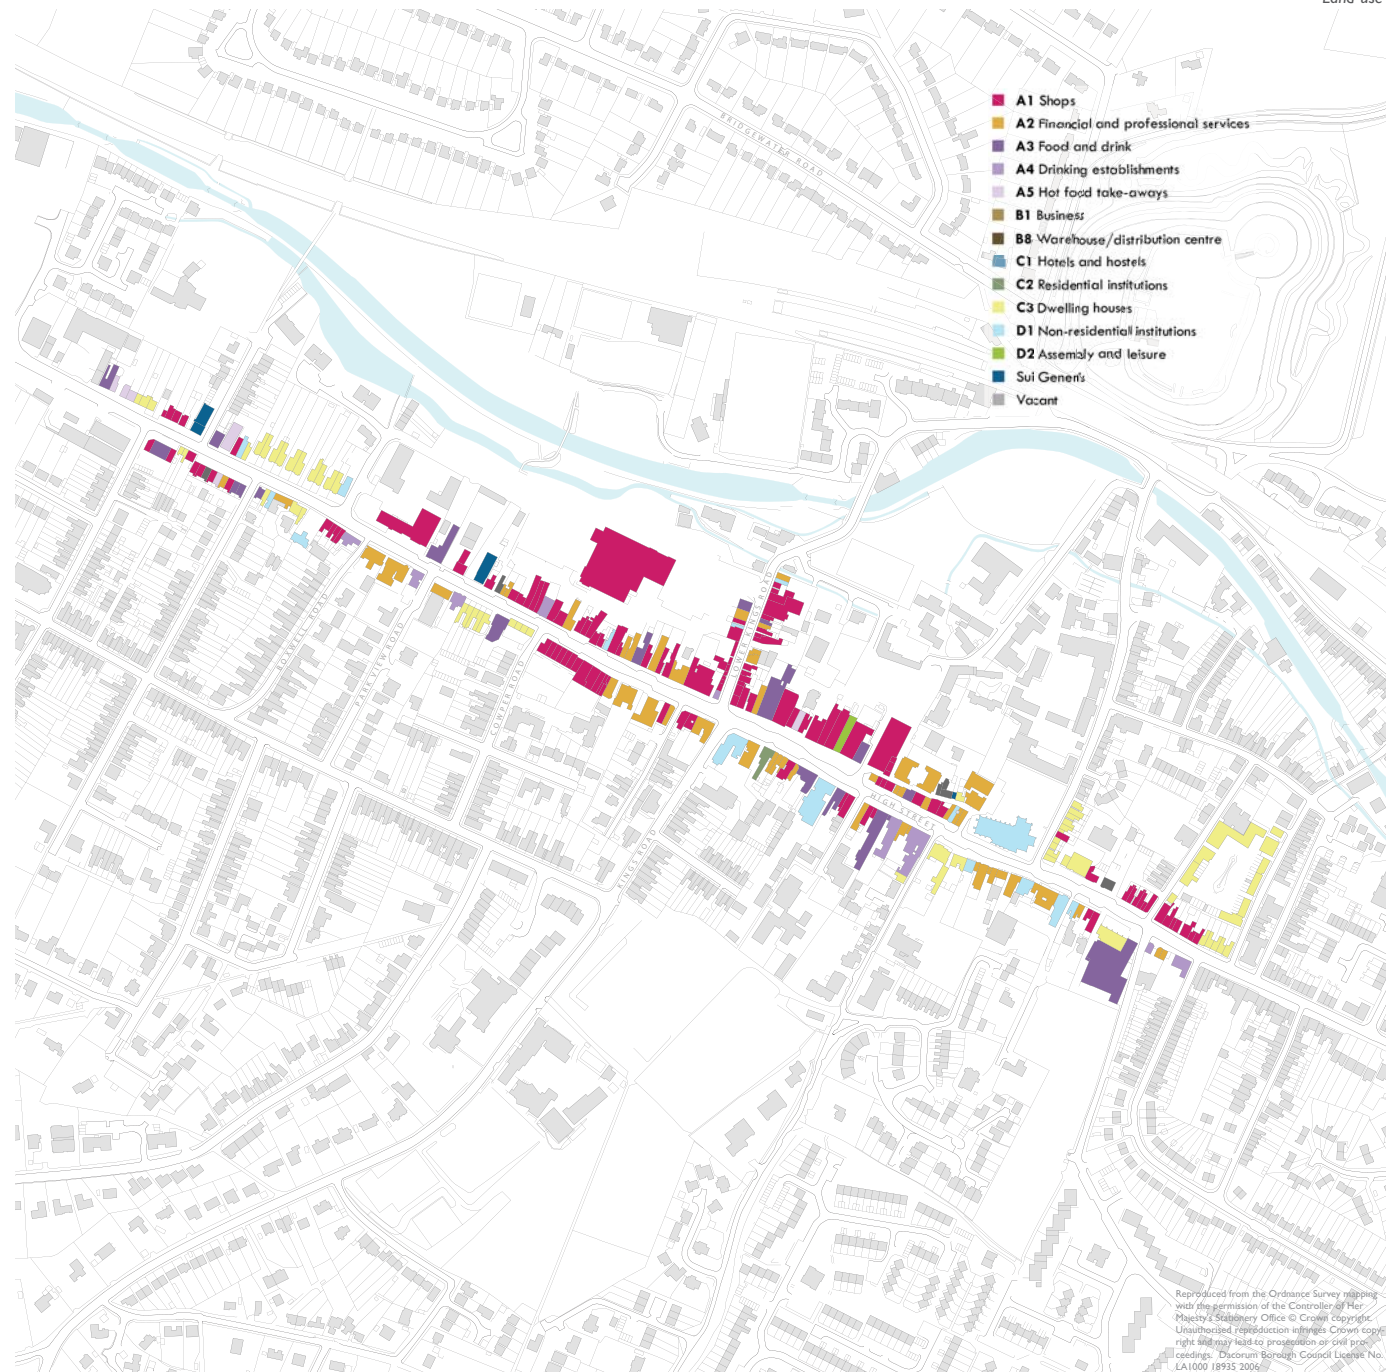 Land use
BRIDGEWATER ROAD
A1 Shops
A2 Financial and professional services
A3 Food and drink
A4 Drinking establishments
A5 Hot food take-aways
B1 Business
B8 Warehouse/distribution centre
C1 Hotels and hostels
C2 Residential institutions
C3 Dwelling houses
D1 Non-residential institutions
D2 Assembly and leisure
Sui Generis
Vacant
LOWER KINGS ROAD
BOXWELL ROAD
PARK VIEW ROAD
COWPER ROAD
HIGH STREET
KINGS ROAD
Reproduced from the Ordnance Survey mapping
with the permission of the Controller of Her
Majesty's Stationery Office © Crown copyright.
Unauthorised reproduction infringes Crown copy-
right and may lead to prosecution or civil pro-
ceedings. Dacorum Borough Council License No.
LA1000 18935 2006